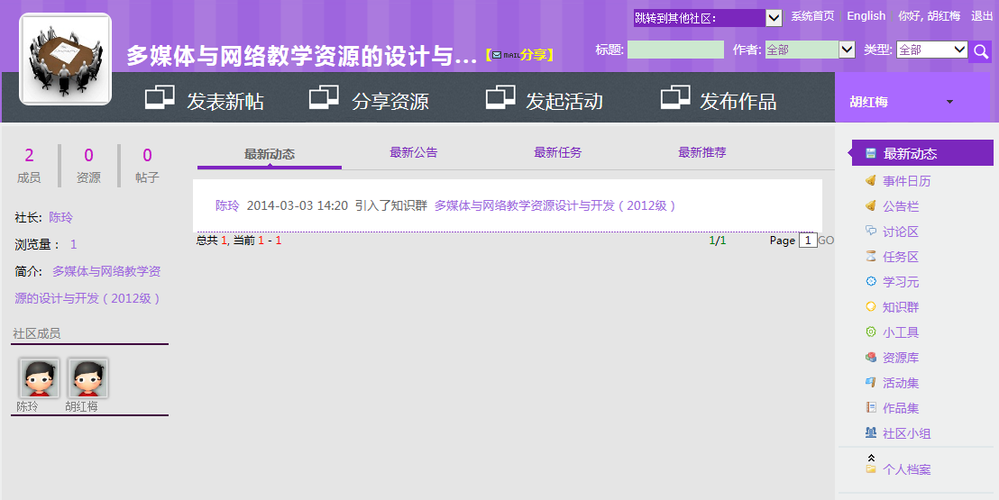 跳转到其他社区：
系统首页 English 你好, 胡红梅 退出
多媒体与网络教学资源的设计与... 【MAIL分享】
标题: 作者: 全部 类型: 全部
发表新帖 分享资源 发起活动 发布作品
胡红梅
2 0 0
成员 资源 帖子
社长: 陈玲
浏览量： 1
简介: 多媒体与网络教学资
源的设计与开发（2012级）
社区成员
陈玲 胡红梅
最新动态 最新公告 最新任务 最新推荐
陈玲 2014-03-03 14:20 引入了知识群 多媒体与网络教学资源设计与开发（2012级）
总共 1, 当前 1 - 1 1/1 Page 1 GO
最新动态
事件日历
公告栏
讨论区
任务区
学习元
知识群
小工具
资源库
活动集
作品集
社区小组
个人档案